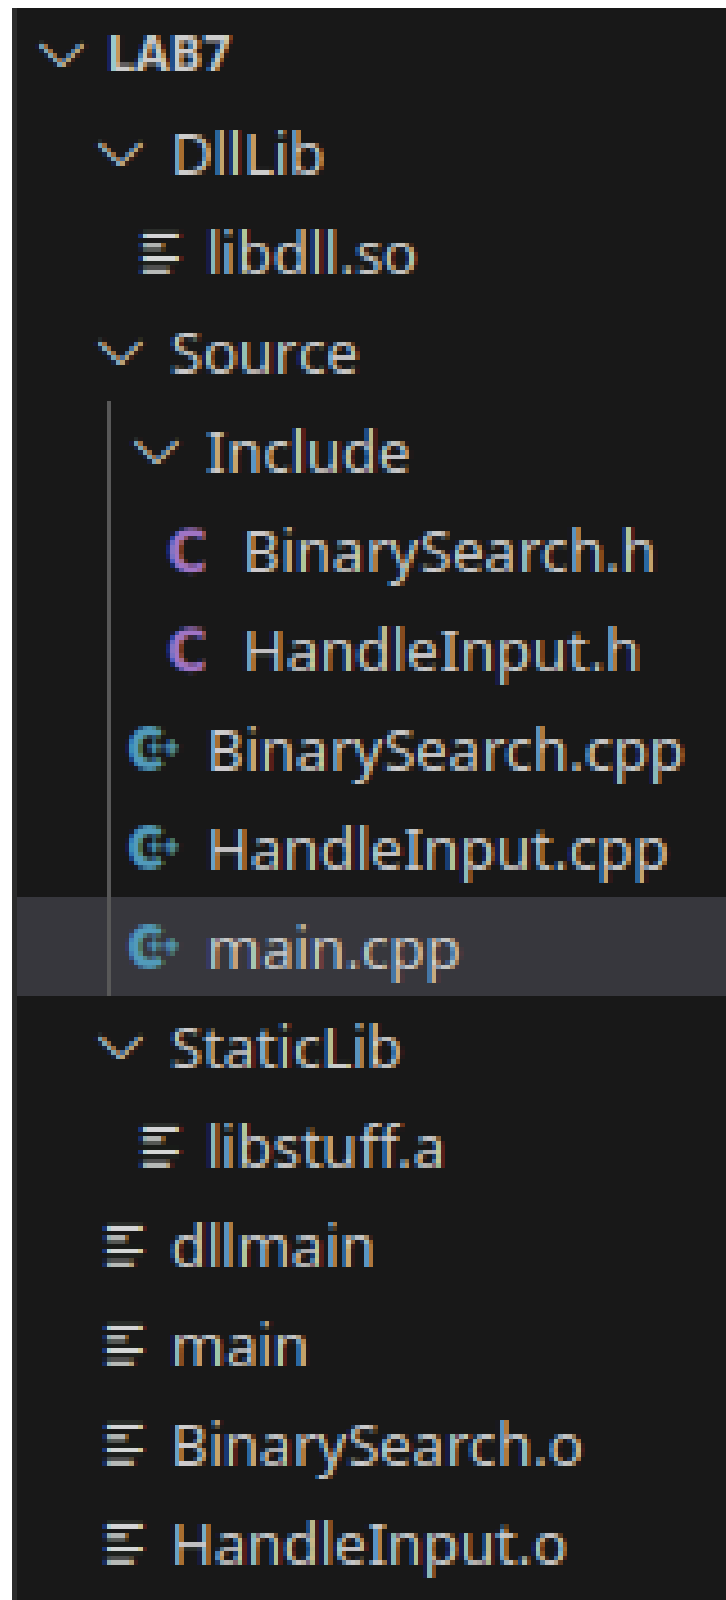 LAB7
DllLib
libdll.so
Source
Include
BinarySearch.h
HandleInput.h
BinarySearch.cpp
HandleInput.cpp
main.cpp
StaticLib
libstuff.a
dllmain
main
BinarySearch.o
HandleInput.o